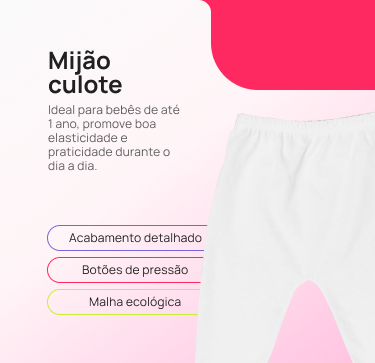 Mijão
culote
Ideal para bebês de até
1 ano, promove boa
elasticidade e
praticidade durante o
dia a dia.
Acabamento detalhado
Botões de pressão
Malha ecológica